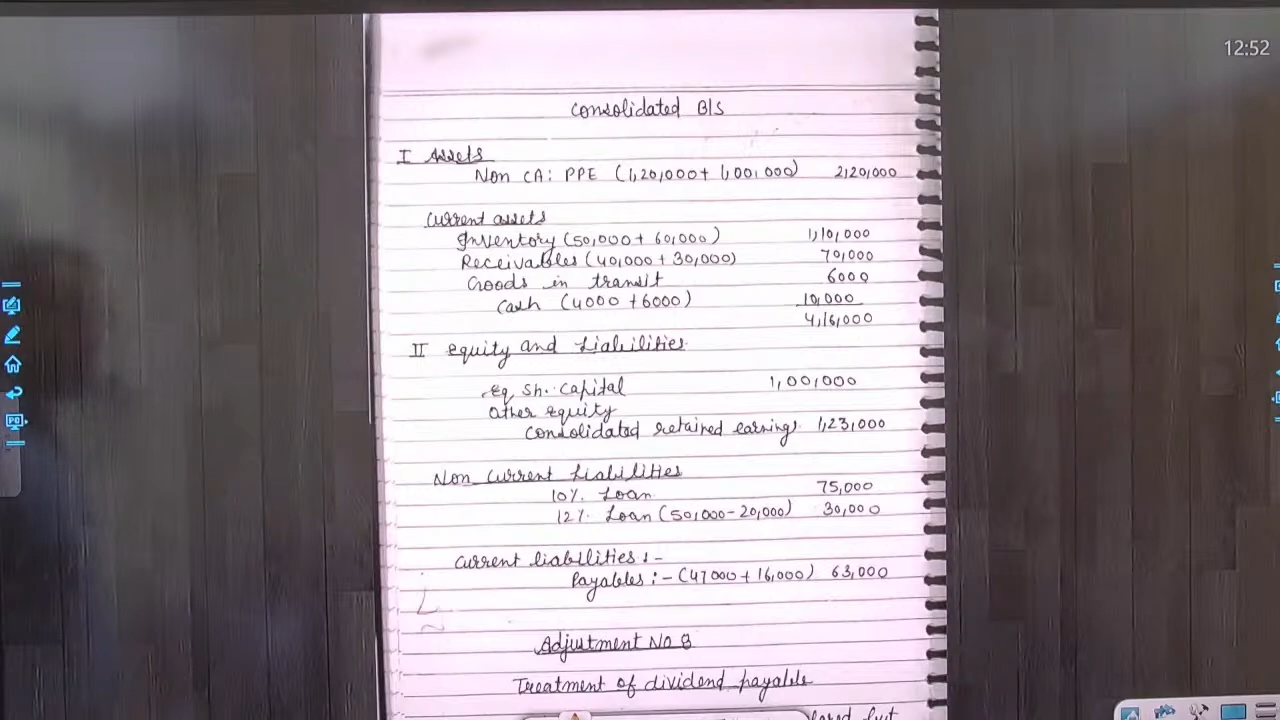 12:52
Consolidated B/S
I Assets
Non CA: PPE (1,20,000 + 1,00,000) 2,20,000
Current assets
Inventory (50,000 + 60,000) 1,10,000
Receivables (40,000 + 30,000) 70,000
Goods in transit 6000
Cash (4000 + 6000) 10,000
4,16,000
II Equity and Liabilities
Eq. Sh. Capital 1,00,000
Other equity
Consolidated retained earnings 1,23,000
Non Current Liabilities
10% Loan 75,000
12% Loan (50,000 - 20,000) 30,000
Current liabilities :-
Payables :- (47000 + 16,000) 63,000
Adjustment No 8
Treatment of dividend payable